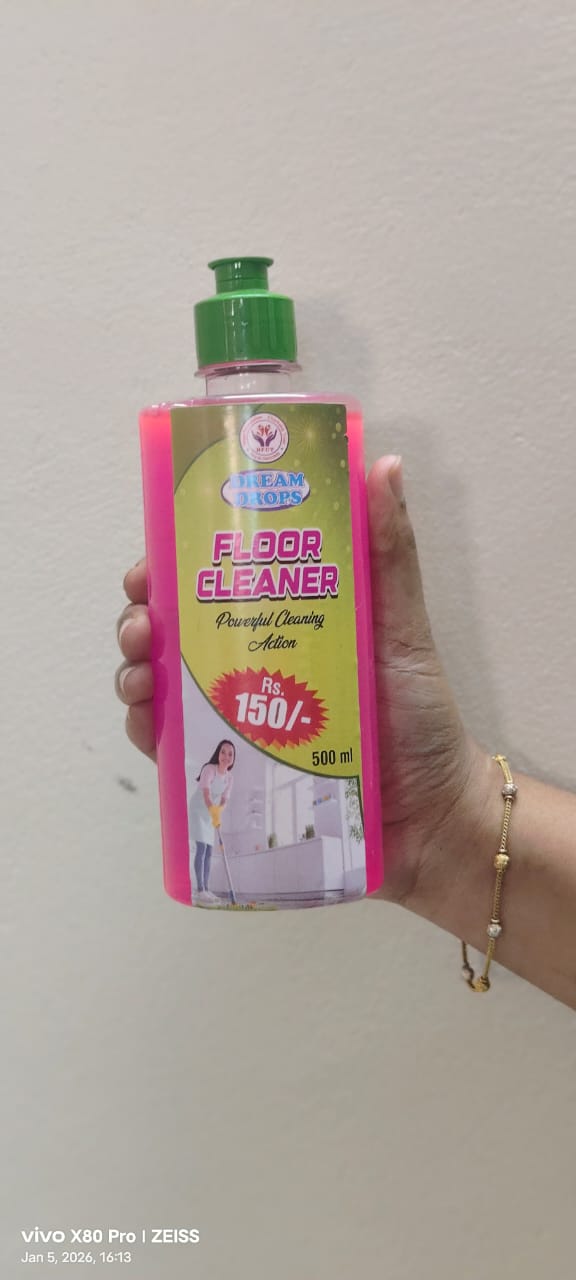 DREAM
DROPS
FLOOR
CLEANER
Powerful Cleaning
Action
Rs.
150/-
500 ml
vivo X80 Pro | ZEISS
Jan 5, 2026, 16:13